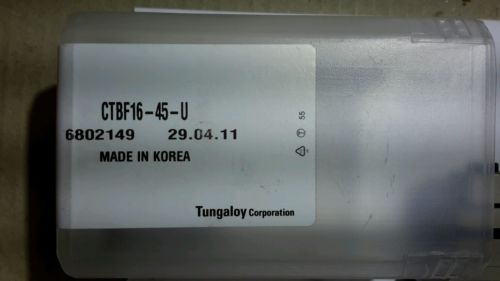 CTBF16-45-U
6802149 29.04.11
MADE IN KOREA
Tungaloy Corporation
55